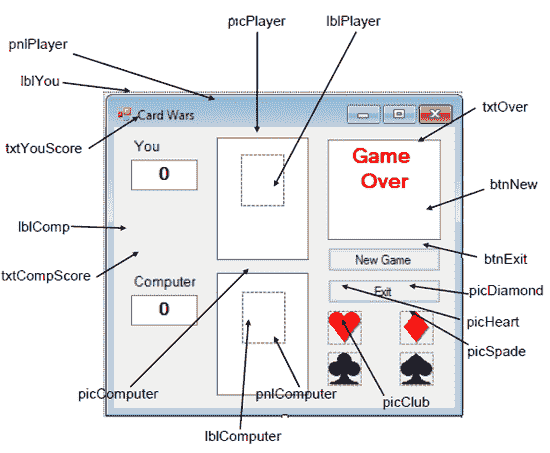 picPlayer
lblPlayer
pnlPlayer
lblYou
Card Wars
txtOver
txtYouScore
You
0
Game
Over
btnNew
lblComp
New Game
btnExit
txtCompScore
Computer
Exit
picDiamond
0
picHeart
picSpade
picComputer
pnlComputer
picClub
lblComputer